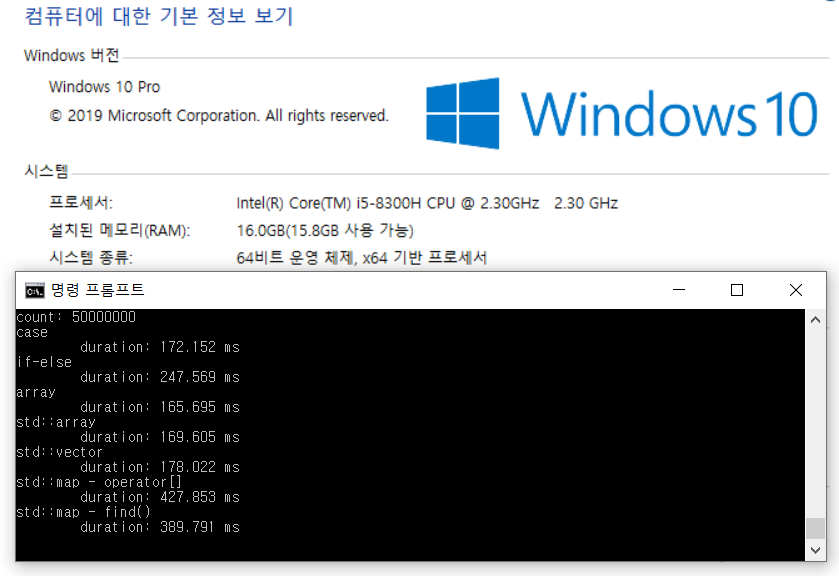 컴퓨터에 대한 기본 정보 보기
Windows 버전
Windows 10 Pro
© 2019 Microsoft Corporation. All rights reserved.
Windows 10
시스템
프로세서: Intel(R) Core(TM) i5-8300H CPU @ 2.30GHz 2.30 GHz
설치된 메모리(RAM): 16.0GB(15.8GB 사용 가능)
시스템 종류: 64비트 운영 체제, x64 기반 프로세서
C:\. 명령 프롬프트
count: 50000000
case
duration: 172.152 ms
if-else
duration: 247.569 ms
array
duration: 165.695 ms
std::array
duration: 169.605 ms
std::vector
duration: 178.022 ms
std::map - operator[]
duration: 427.853 ms
std::map - find()
duration: 389.791 ms